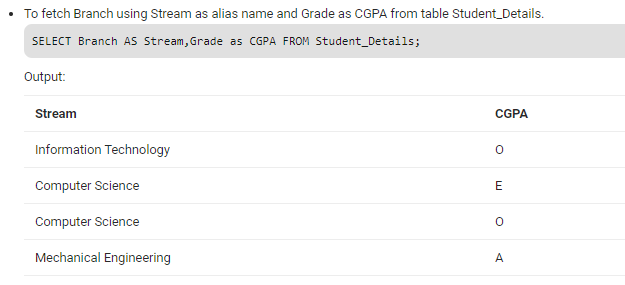 • To fetch Branch using Stream as alias name and Grade as CGPA from table Student_Details.
SELECT Branch AS Stream,Grade as CGPA FROM Student_Details;
Output:
Stream CGPA
Information Technology O
Computer Science E
Computer Science O
Mechanical Engineering A